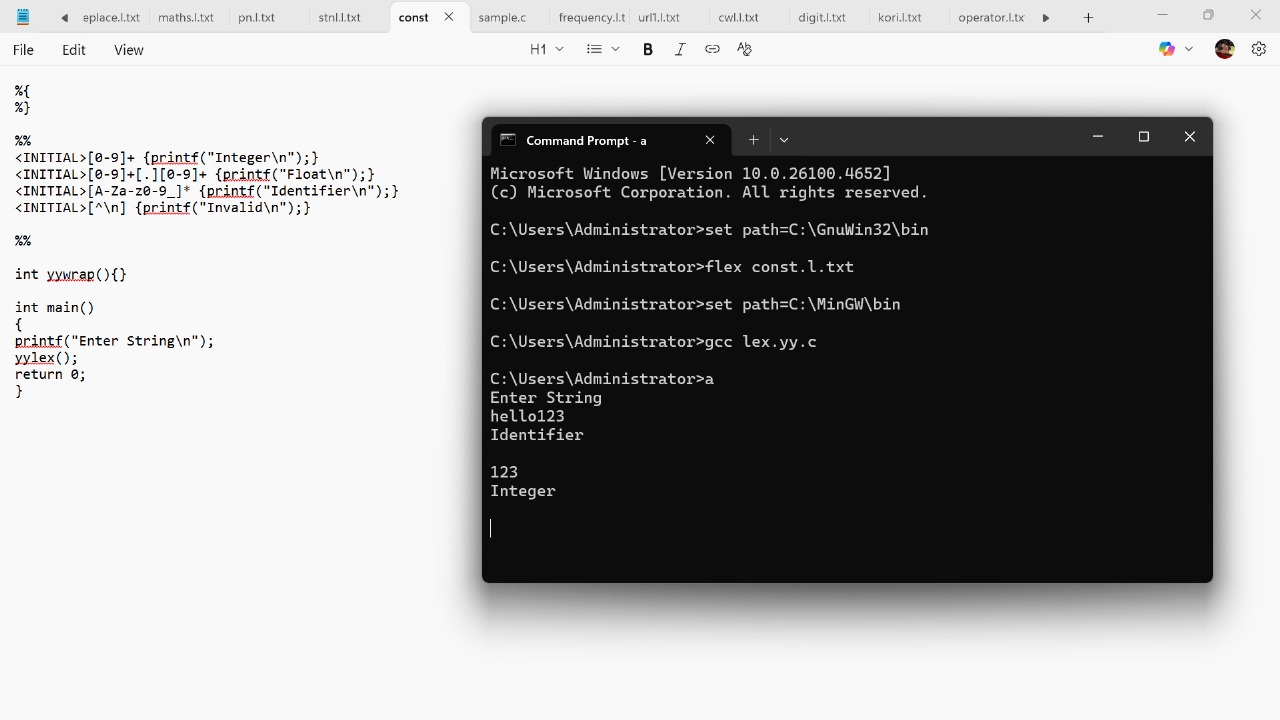 eplace.l.txt maths.l.txt pn.l.txt stnl.l.txt const sample.c frequency.l.t url1.l.txt cwl.l.txt digit.l.txt kori.l.txt operator.l.tx
File Edit View H1 B I
%{
%}
%%
<INITIAL>[0-9]+ {printf("Integer\n");}
<INITIAL>[0-9]+[.][0-9]+ {printf("Float\n");}
<INITIAL>[A-Za-z0-9_]* {printf("Identifier\n");}
<INITIAL>[^\n] {printf("Invalid\n");}
%%
int yywrap(){}
int main()
{
printf("Enter String\n");
yylex();
return 0;
}
Command Prompt - a
Microsoft Windows [Version 10.0.26100.4652]
(c) Microsoft Corporation. All rights reserved.
C:\Users\Administrator>set path=C:\GnuWin32\bin
C:\Users\Administrator>flex const.l.txt
C:\Users\Administrator>set path=C:\MinGW\bin
C:\Users\Administrator>gcc lex.yy.c
C:\Users\Administrator>a
Enter String
hello123
Identifier
123
Integer